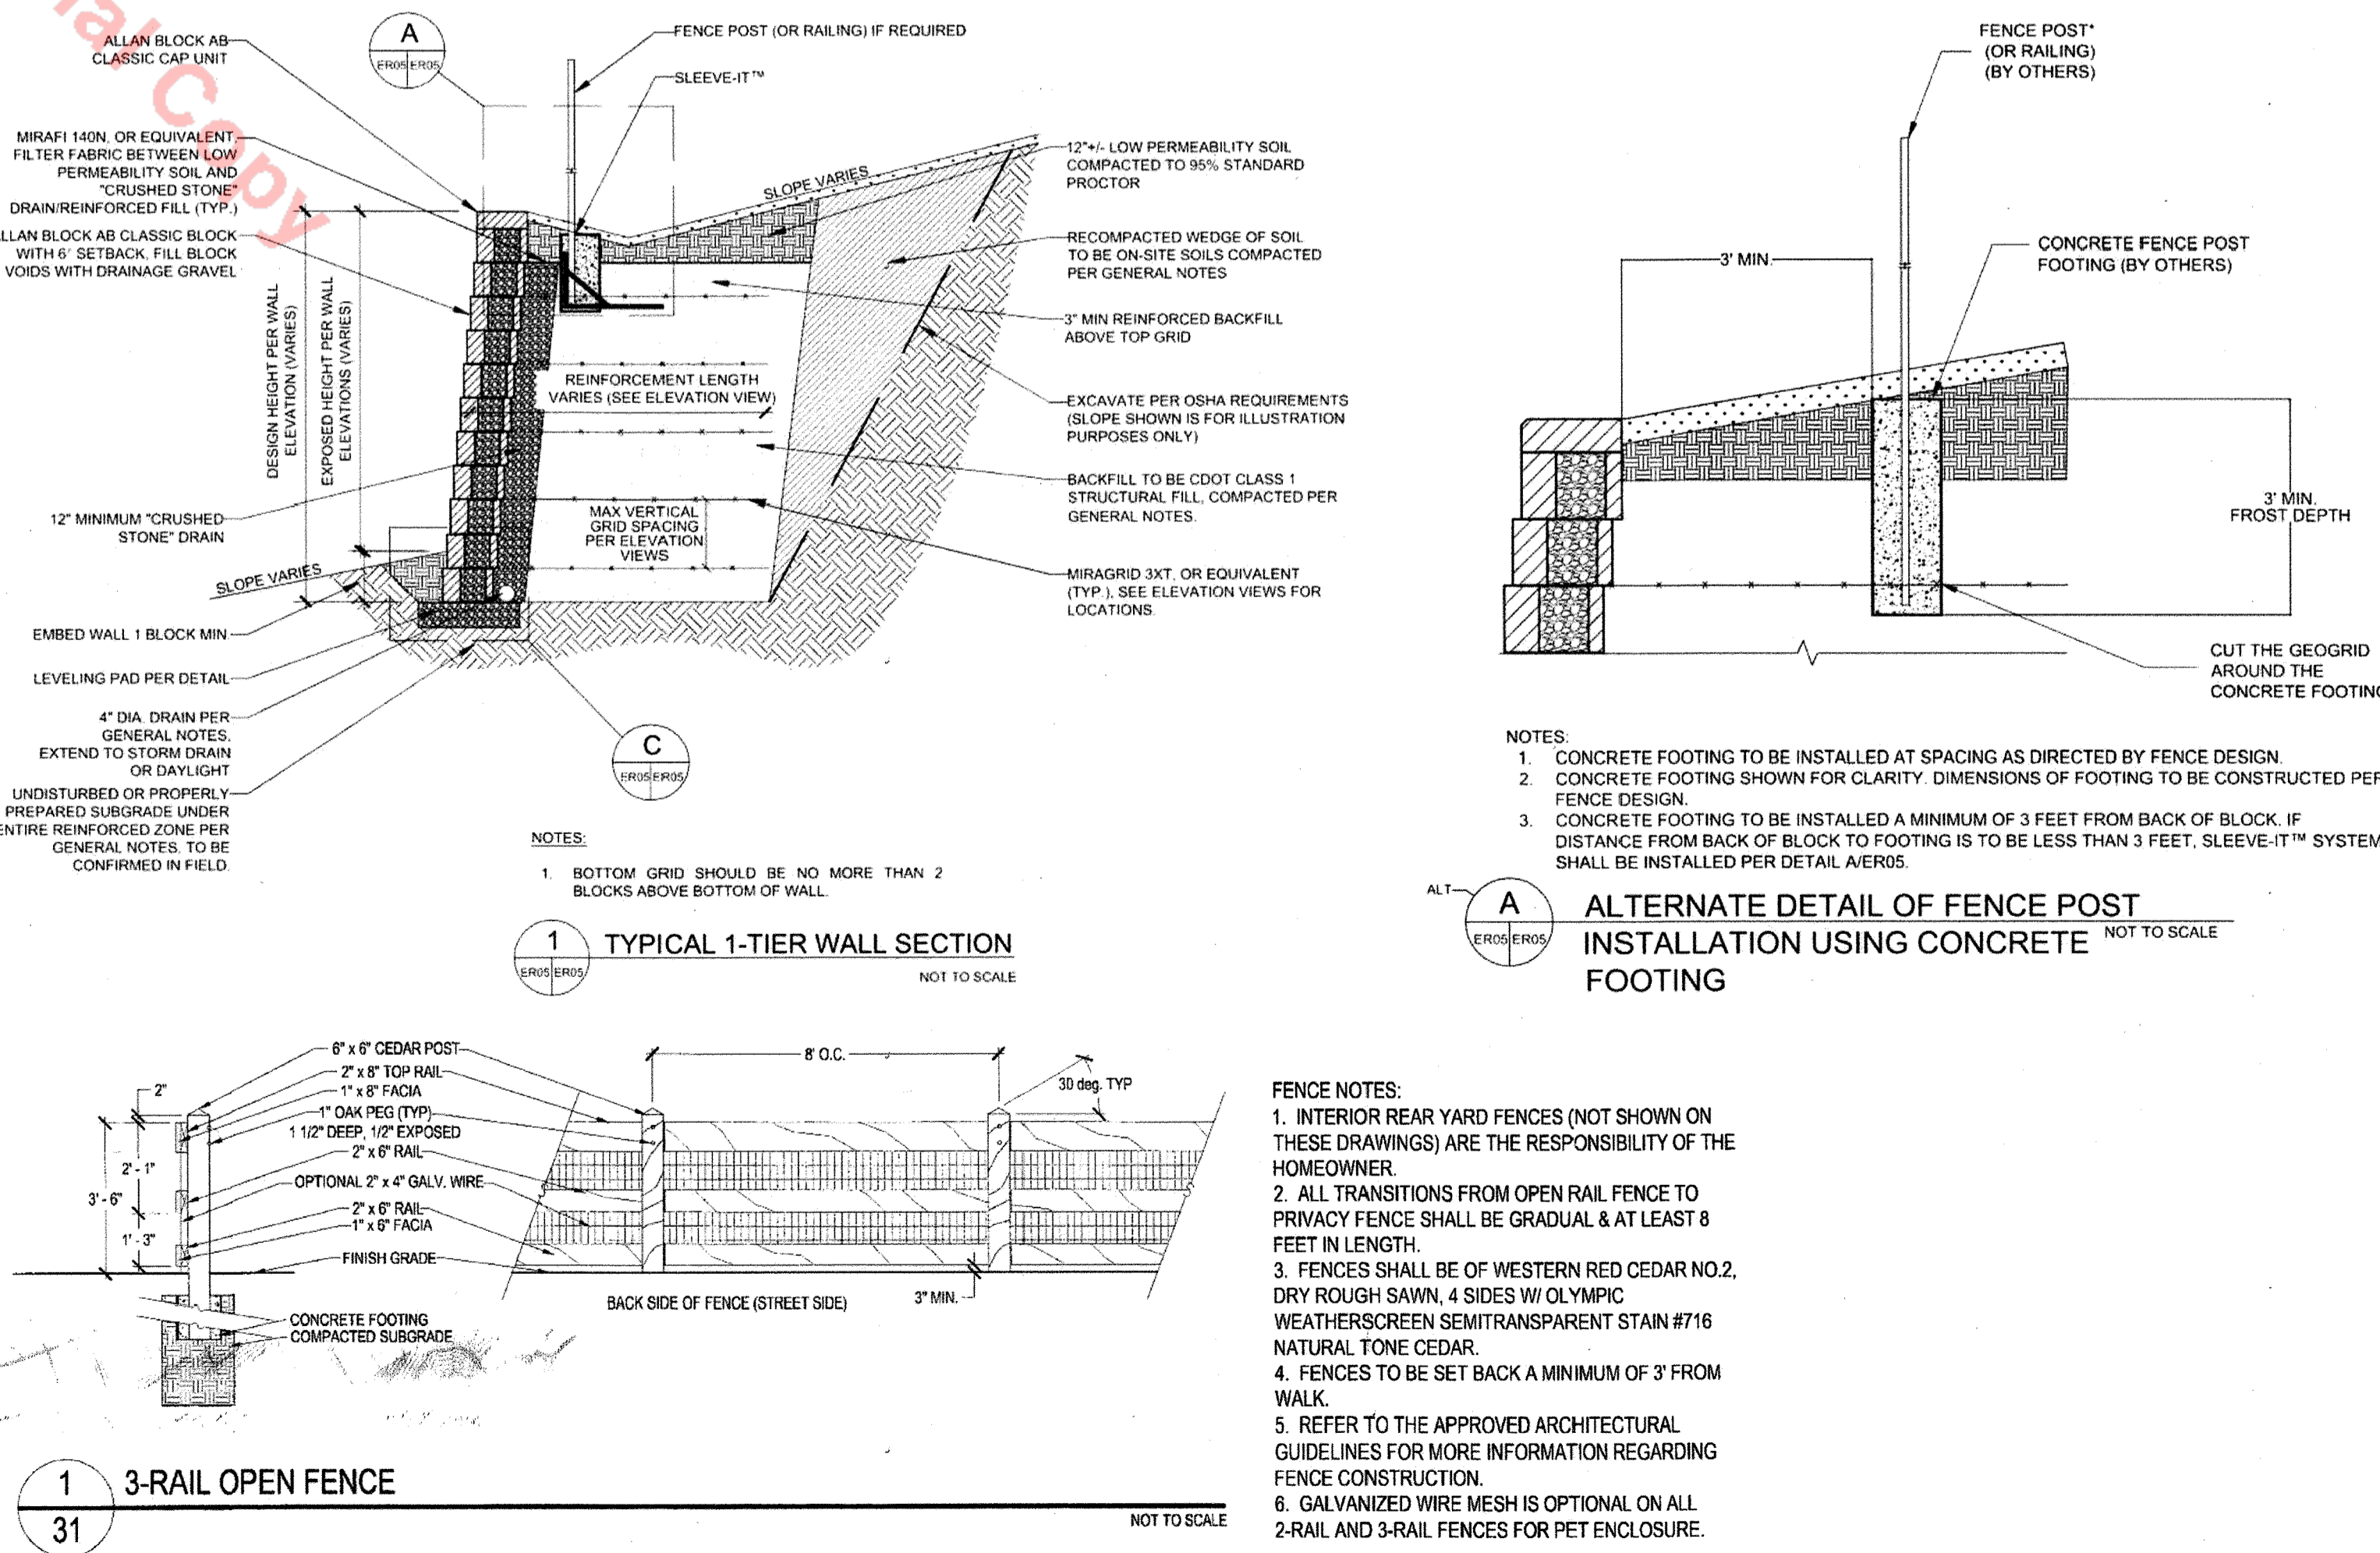 nal Copy
ALLAN BLOCK AB
CLASSIC CAP UNIT
MIRAFI 140N, OR EQUIVALENT
FILTER FABRIC BETWEEN LOW
PERMEABILITY SOIL AND
"CRUSHED STONE"
DRAIN/REINFORCED FILL (TYP.)
ALLAN BLOCK AB CLASSIC BLOCK
WITH 6° SETBACK, FILL BLOCK
VOIDS WITH DRAINAGE GRAVEL
DESIGN HEIGHT PER WALL
ELEVATION (VARIES)
EXPOSED HEIGHT PER WALL
ELEVATIONS (VARIES)
12" MINIMUM "CRUSHED
STONE" DRAIN
SLOPE VARIES
EMBED WALL 1 BLOCK MIN.
LEVELING PAD PER DETAIL
4" DIA. DRAIN PER
GENERAL NOTES,
EXTEND TO STORM DRAIN
OR DAYLIGHT
UNDISTURBED OR PROPERLY
PREPARED SUBGRADE UNDER
ENTIRE REINFORCED ZONE PER
GENERAL NOTES. TO BE
CONFIRMED IN FIELD.
A
ER05 ER05
FENCE POST (OR RAILING) IF REQUIRED
SLEEVE-IT™
SLOPE VARIES
12"+/- LOW PERMEABILITY SOIL
COMPACTED TO 95% STANDARD
PROCTOR
RECOMPACTED WEDGE OF SOIL
TO BE ON-SITE SOILS COMPACTED
PER GENERAL NOTES
3" MIN REINFORCED BACKFILL
ABOVE TOP GRID
REINFORCEMENT LENGTH
VARIES (SEE ELEVATION VIEW)
EXCAVATE PER OSHA REQUIREMENTS
(SLOPE SHOWN IS FOR ILLUSTRATION
PURPOSES ONLY)
BACKFILL TO BE CDOT CLASS 1
STRUCTURAL FILL, COMPACTED PER
GENERAL NOTES.
MAX VERTICAL
GRID SPACING
PER ELEVATION
VIEWS
MIRAGRID 3XT, OR EQUIVALENT
(TYP.), SEE ELEVATION VIEWS FOR
LOCATIONS.
C
ER05 ER05
NOTES:
1. BOTTOM GRID SHOULD BE NO MORE THAN 2
BLOCKS ABOVE BOTTOM OF WALL.
1
ER05 ER05
TYPICAL 1-TIER WALL SECTION
NOT TO SCALE
FENCE POST*
(OR RAILING)
(BY OTHERS)
3' MIN.
CONCRETE FENCE POST
FOOTING (BY OTHERS)
3' MIN.
FROST DEPTH
CUT THE GEOGRID
AROUND THE
CONCRETE FOOTING
NOTES:
1. CONCRETE FOOTING TO BE INSTALLED AT SPACING AS DIRECTED BY FENCE DESIGN.
2. CONCRETE FOOTING SHOWN FOR CLARITY. DIMENSIONS OF FOOTING TO BE CONSTRUCTED PER
FENCE DESIGN.
3. CONCRETE FOOTING TO BE INSTALLED A MINIMUM OF 3 FEET FROM BACK OF BLOCK. IF
DISTANCE FROM BACK OF BLOCK TO FOOTING IS TO BE LESS THAN 3 FEET, SLEEVE-IT™ SYSTEM
SHALL BE INSTALLED PER DETAIL A/ER05.
ALT
A
ER05 ER05
ALTERNATE DETAIL OF FENCE POST
INSTALLATION USING CONCRETE
FOOTING
NOT TO SCALE
6" x 6" CEDAR POST
2" x 8" TOP RAIL
1" x 8" FACIA
1" OAK PEG (TYP)
1 1/2" DEEP, 1/2" EXPOSED
2" x 6" RAIL
OPTIONAL 2" x 4" GALV. WIRE
2" x 6" RAIL
1" x 6" FACIA
FINISH GRADE
2"
2' - 1"
3' - 6"
1' - 3"
CONCRETE FOOTING
COMPACTED SUBGRADE
8' O.C.
30 deg. TYP
BACK SIDE OF FENCE (STREET SIDE)
3" MIN.
1
31
3-RAIL OPEN FENCE
NOT TO SCALE
FENCE NOTES:
1. INTERIOR REAR YARD FENCES (NOT SHOWN ON
THESE DRAWINGS) ARE THE RESPONSIBILITY OF THE
HOMEOWNER.
2. ALL TRANSITIONS FROM OPEN RAIL FENCE TO
PRIVACY FENCE SHALL BE GRADUAL & AT LEAST 8
FEET IN LENGTH.
3. FENCES SHALL BE OF WESTERN RED CEDAR NO.2,
DRY ROUGH SAWN, 4 SIDES W/ OLYMPIC
WEATHERSCREEN SEMITRANSPARENT STAIN #716
NATURAL TONE CEDAR.
4. FENCES TO BE SET BACK A MINIMUM OF 3' FROM
WALK.
5. REFER TO THE APPROVED ARCHITECTURAL
GUIDELINES FOR MORE INFORMATION REGARDING
FENCE CONSTRUCTION.
6. GALVANIZED WIRE MESH IS OPTIONAL ON ALL
2-RAIL AND 3-RAIL FENCES FOR PET ENCLOSURE.